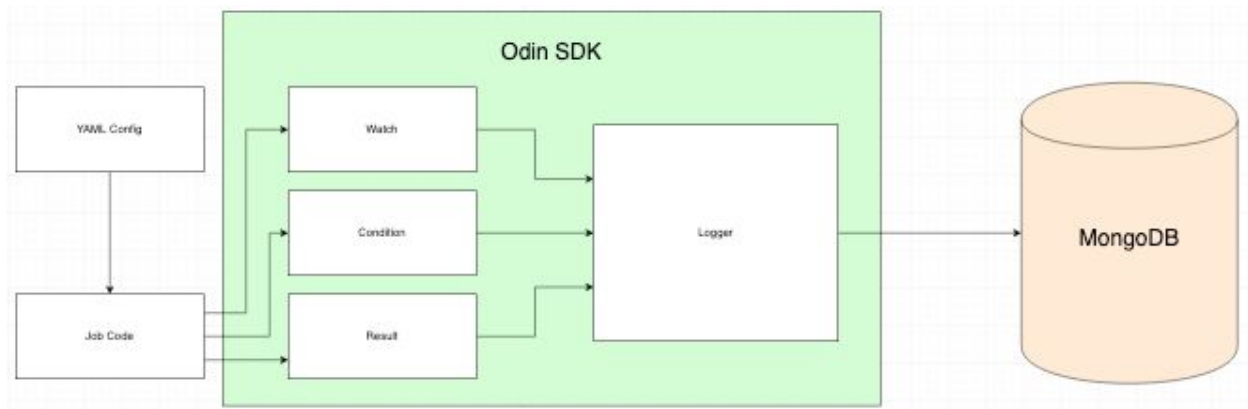 Odin SDK
YAML Config
Watch
Condition
Logger
MongoDB
Job Code
Result